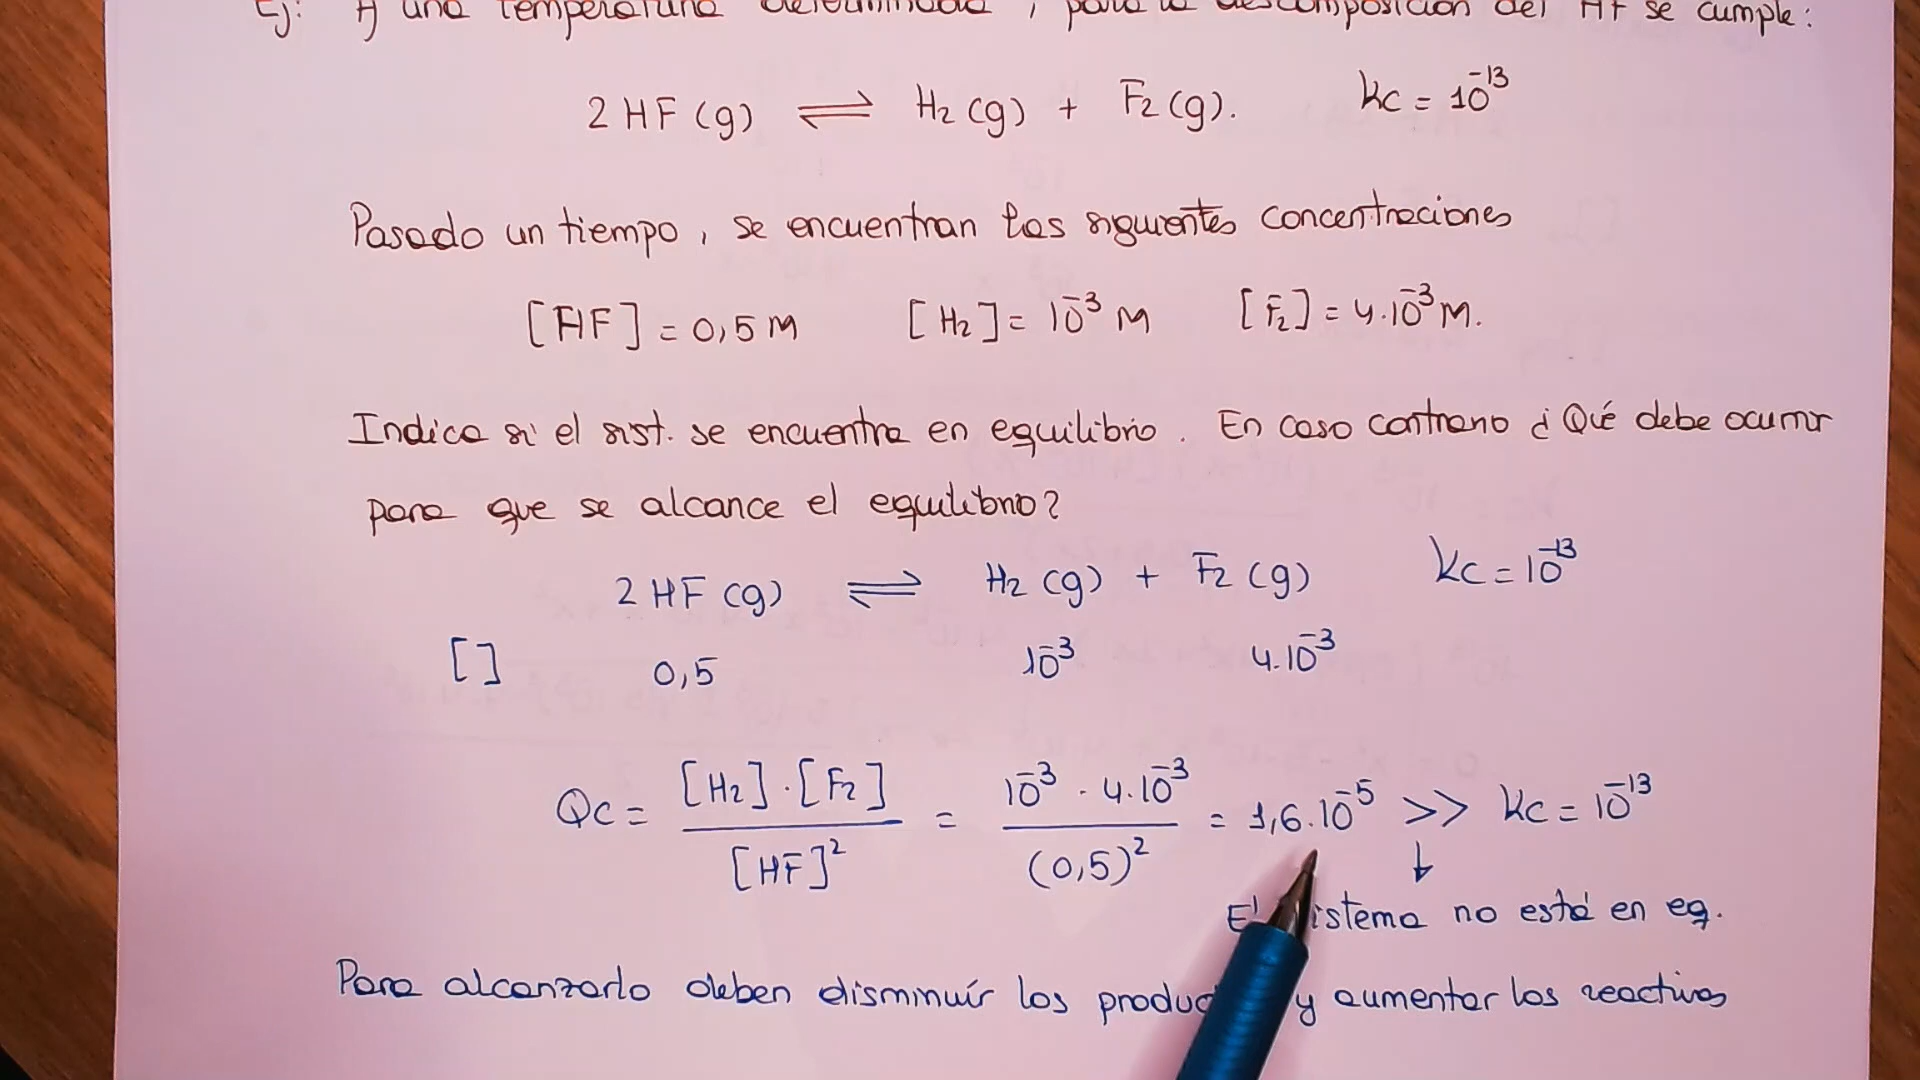 Ej: A una temperatura determinada, para la descomposición del HF se cumple:
2 HF (g) ⇌ H₂ (g) + F₂ (g). kc = 10⁻¹³
Pasado un tiempo, se encuentran las siguientes concentraciones
[HF] = 0,5 M [H₂] = 10⁻³ M [F₂] = 4·10⁻³ M.
Indica si el sist. se encuentra en equilibrio. En caso contrario ¿Qué debe ocurrir
para que se alcance el equilibrio?
2 HF (g) ⇌ H₂ (g) + F₂ (g) kc = 10⁻¹³
[ ] 0,5 10⁻³ 4·10⁻³
Qc = [H₂]·[F₂] / [HF]² = 10⁻³ · 4·10⁻³ / (0,5)² = 1,6·10⁻⁵ >> kc = 10⁻¹³
↓
El sistema no está en eq.
Para alcanzarlo deben disminuír los produc y aumentar los reactivos